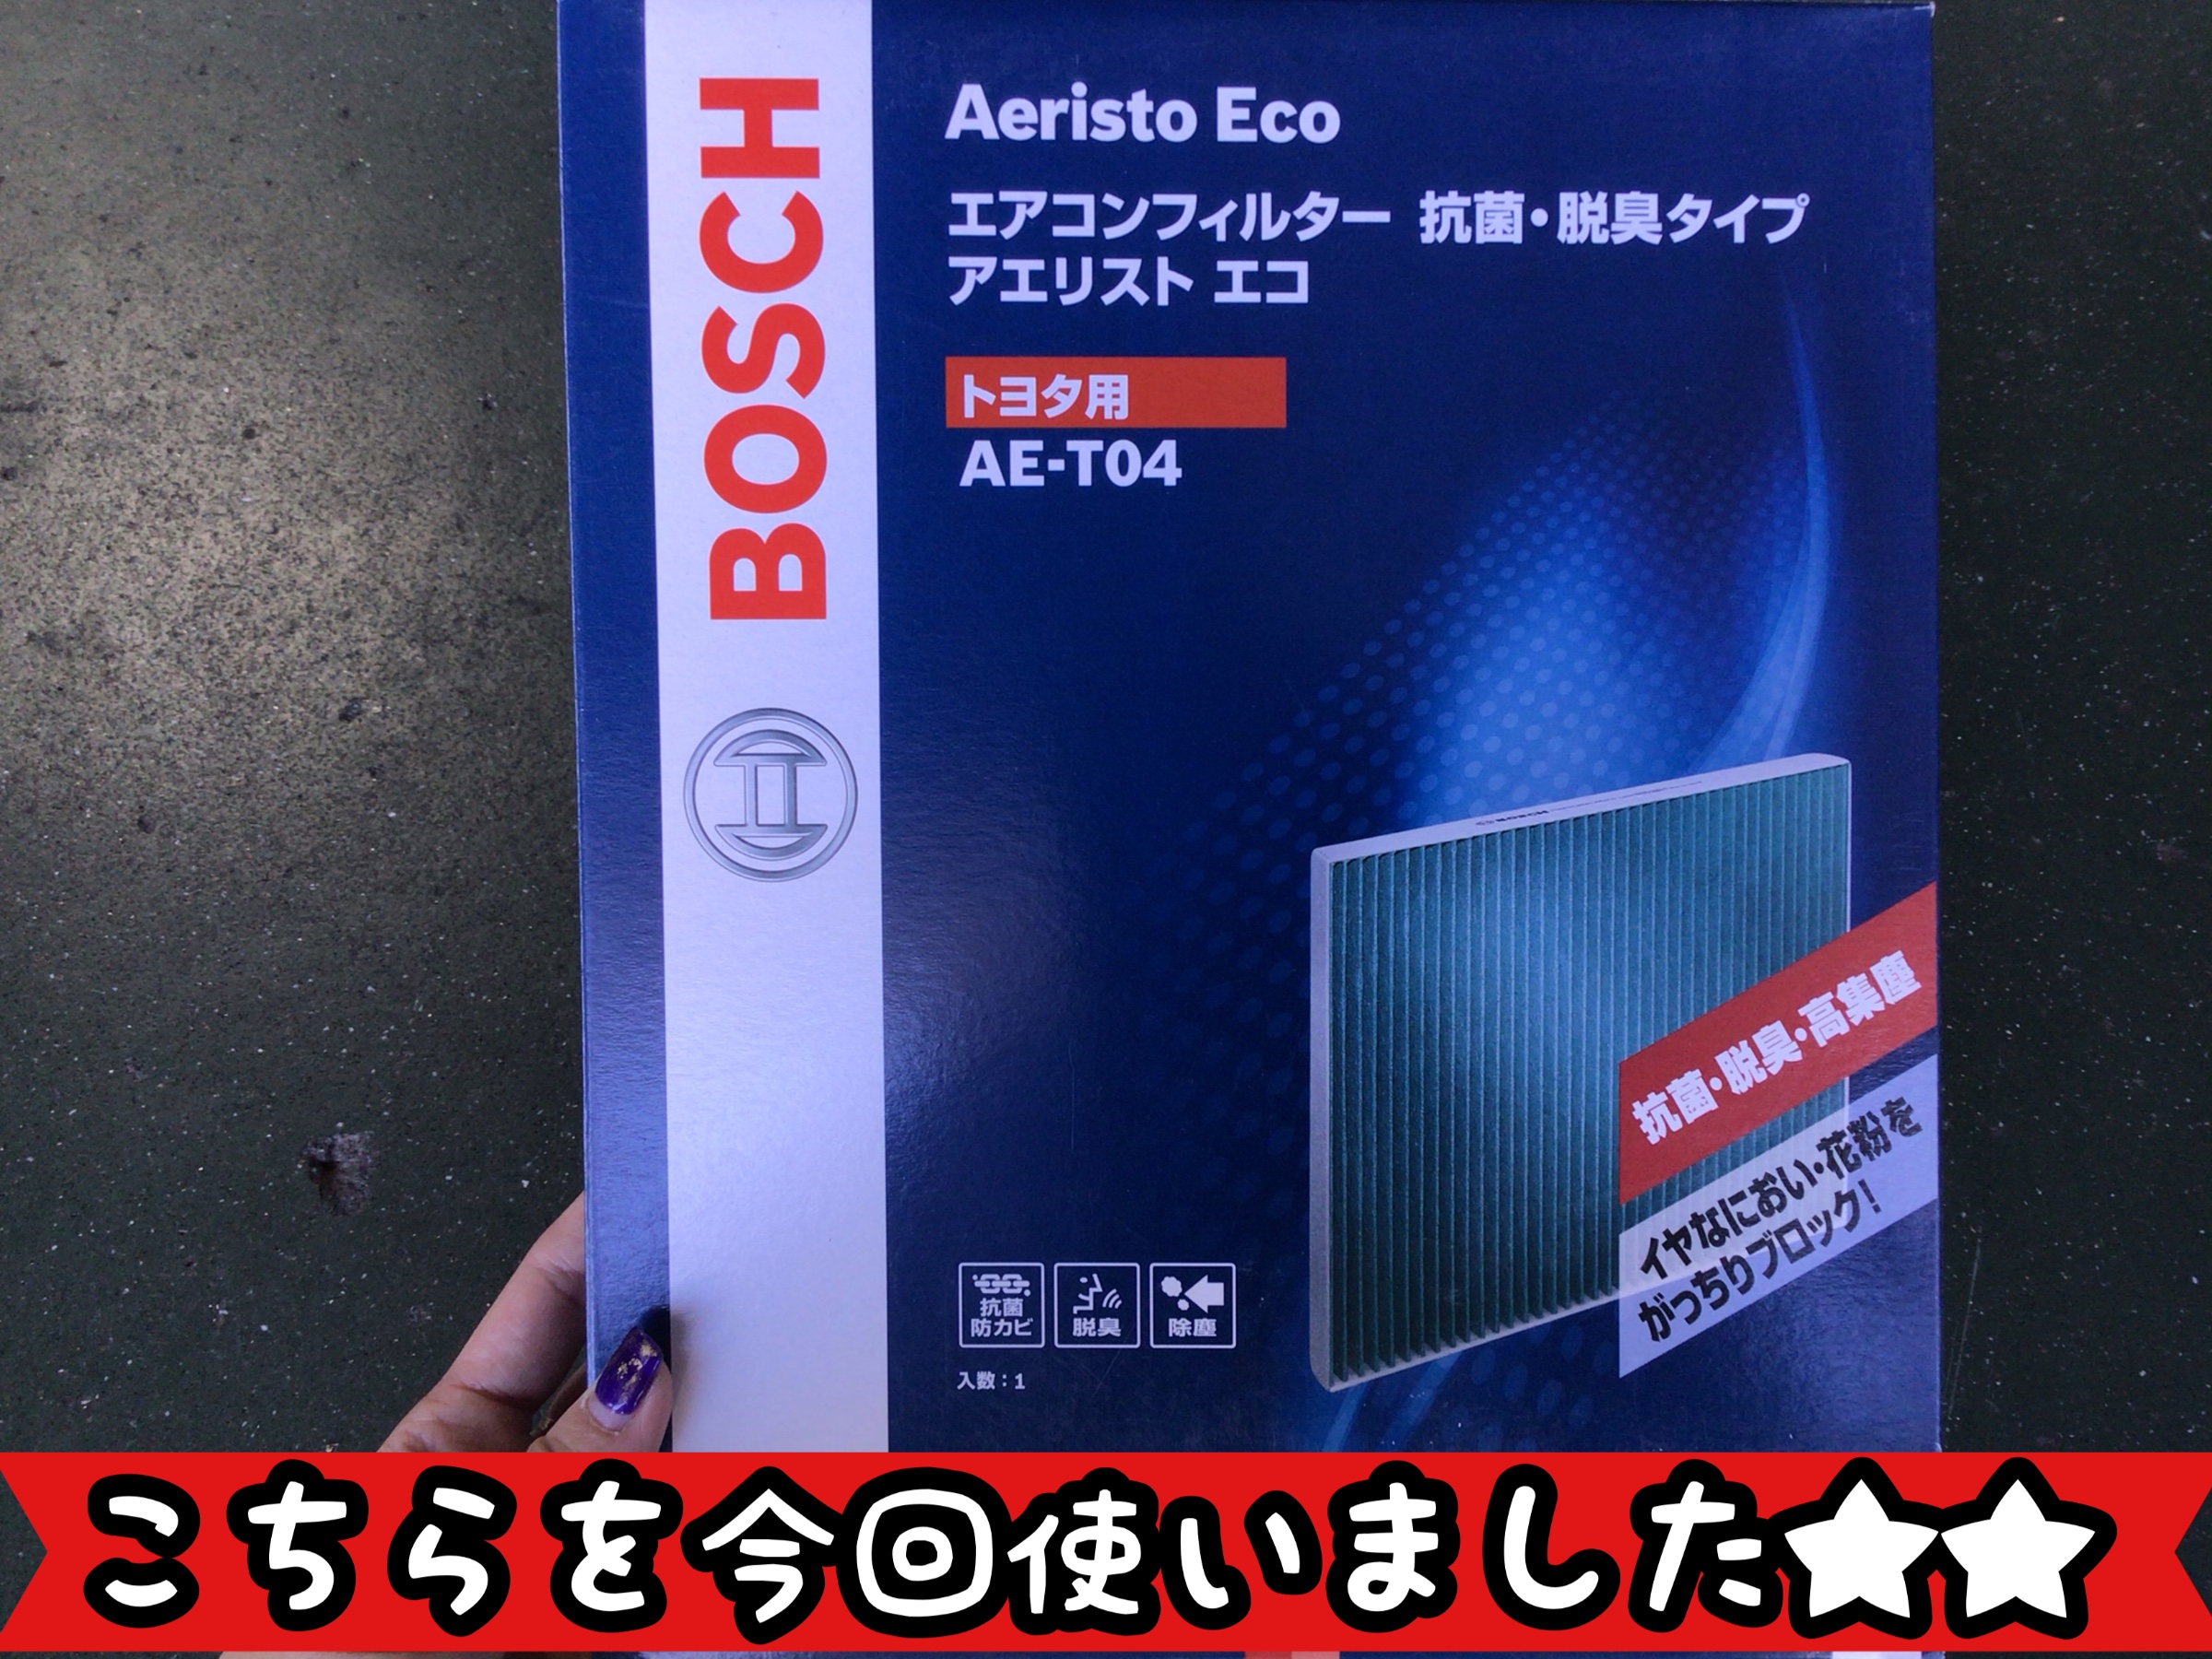 BOSCH
Aeristo Eco
エアコンフィルター 抗菌・脱臭タイプ
アエリスト エコ
トヨタ用
AE-T04
BOSCH
抗菌・脱臭・高集塵
イヤなにおい・花粉を
がっちりブロック!
抗菌
防カビ
脱臭
除塵
入数:1
こちらを今回使いました★★